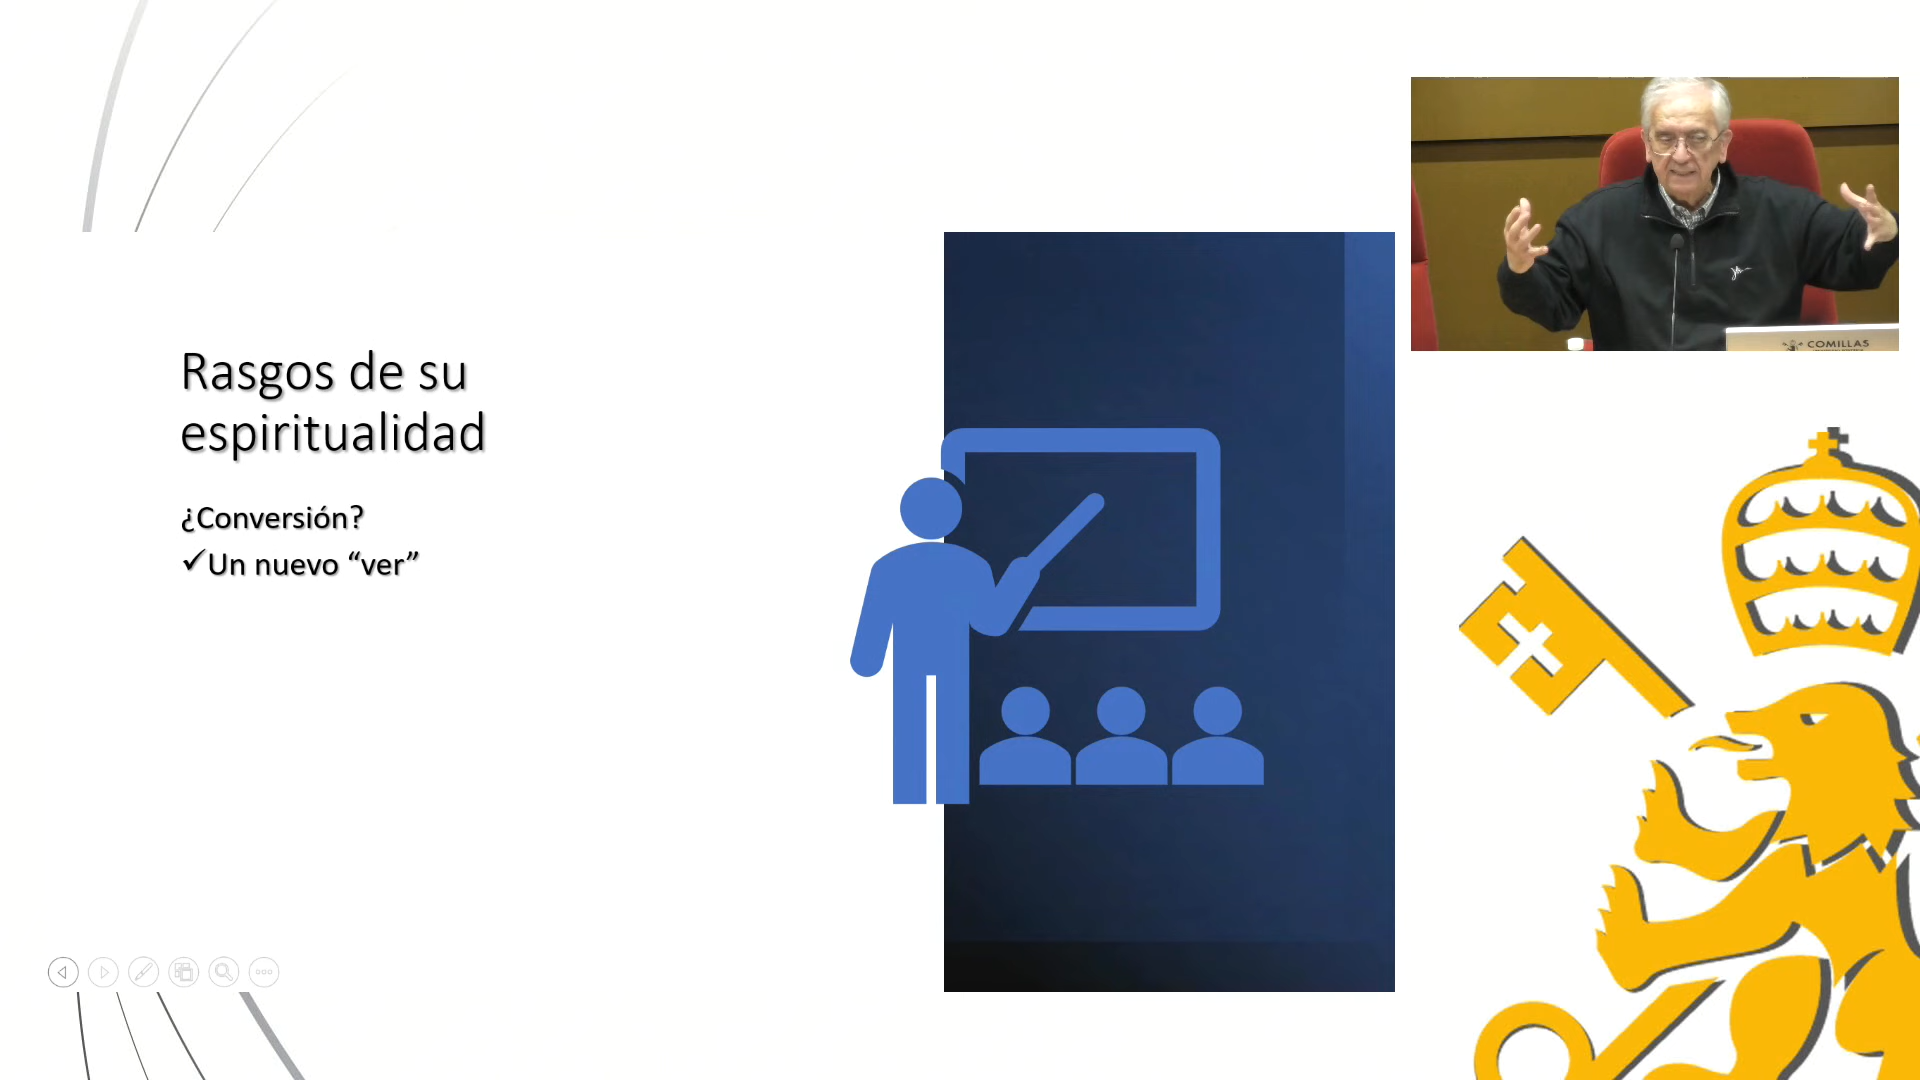 Rasgos de su
espiritualidad
¿Conversión?
✓Un nuevo “ver”
COMILLAS